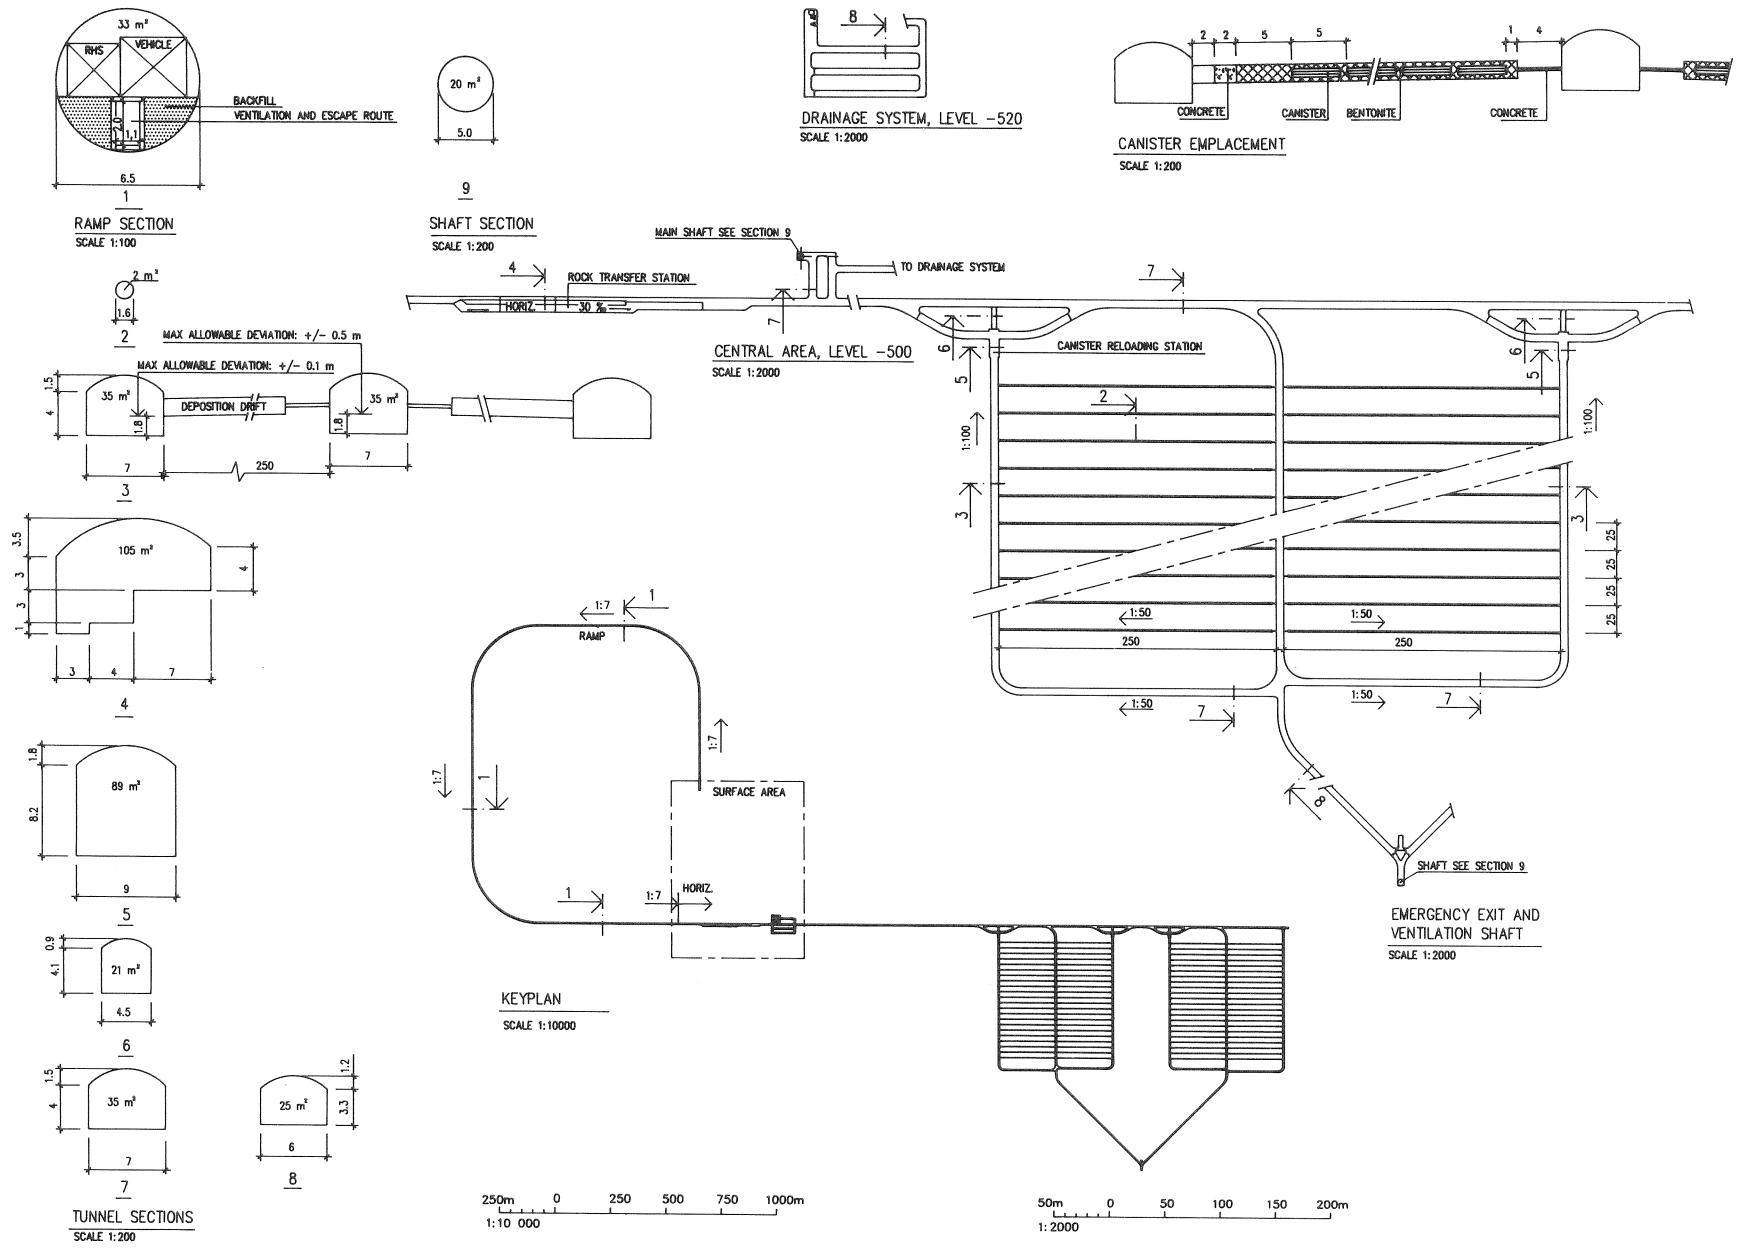 33 m²
RHS
VEHICLE
BACKFILL
VENTILATION AND ESCAPE ROUTE
2.0
1,1
6.5
1
RAMP SECTION
SCALE 1:100
20 m²
5.0
9
SHAFT SECTION
SCALE 1:200
8
DRAINAGE SYSTEM, LEVEL -520
SCALE 1:2000
2 2 5 5 1 4
CONCRETE
CANISTER
BENTONITE
CONCRETE
CANISTER EMPLACEMENT
SCALE 1:200
2 m²
1.6
2
MAX ALLOWABLE DEVIATION: +/- 0.5 m
MAX ALLOWABLE DEVIATION: +/- 0.1 m
1.5
4
35 m²
1.8
DEPOSITION DRIFT
35 m²
1.8
7
250
7
3
MAIN SHAFT SEE SECTION 9
TO DRAINAGE SYSTEM
4
ROCK TRANSFER STATION
HORIZ.
30 ‰
7
7
CENTRAL AREA, LEVEL -500
SCALE 1:2000
6
5
CANISTER RELOADING STATION
6
5
2
1:100
1:100
3
3
25
25
25
25
1:50
1:50
250
250
1:50
1:50
7
7
8
SHAFT SEE SECTION 9
EMERGENCY EXIT AND
VENTILATION SHAFT
SCALE 1:2000
3.5
3
3
1
105 m²
4
3
4
7
4
1.8
8.2
89 m²
9
5
0.9
4.1
21 m²
4.5
6
1.5
4
35 m²
7
7
1.2
3.3
25 m²
6
8
TUNNEL SECTIONS
SCALE 1:200
1:7
1
RAMP
1:7
1:7
1
SURFACE AREA
1
1:7
HORIZ.
KEYPLAN
SCALE 1:10000
250m 0 250 500 750 1000m
1:10 000
50m 0 50 100 150 200m
1:2000